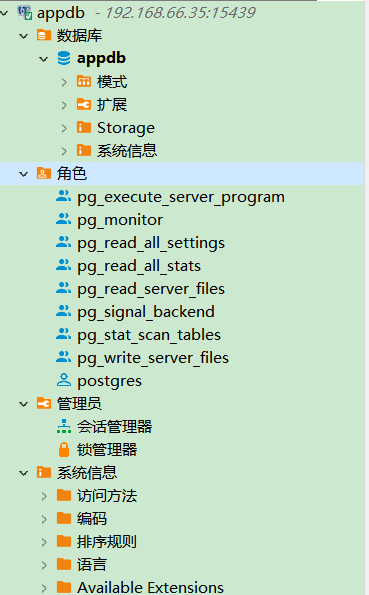 appdb - 192.168.66.35:15439
数据库
appdb
模式
扩展
Storage
系统信息
角色
pg_execute_server_program
pg_monitor
pg_read_all_settings
pg_read_all_stats
pg_read_server_files
pg_signal_backend
pg_stat_scan_tables
pg_write_server_files
postgres
管理员
会话管理器
锁管理器
系统信息
访问方法
编码
排序规则
语言
Available Extensions